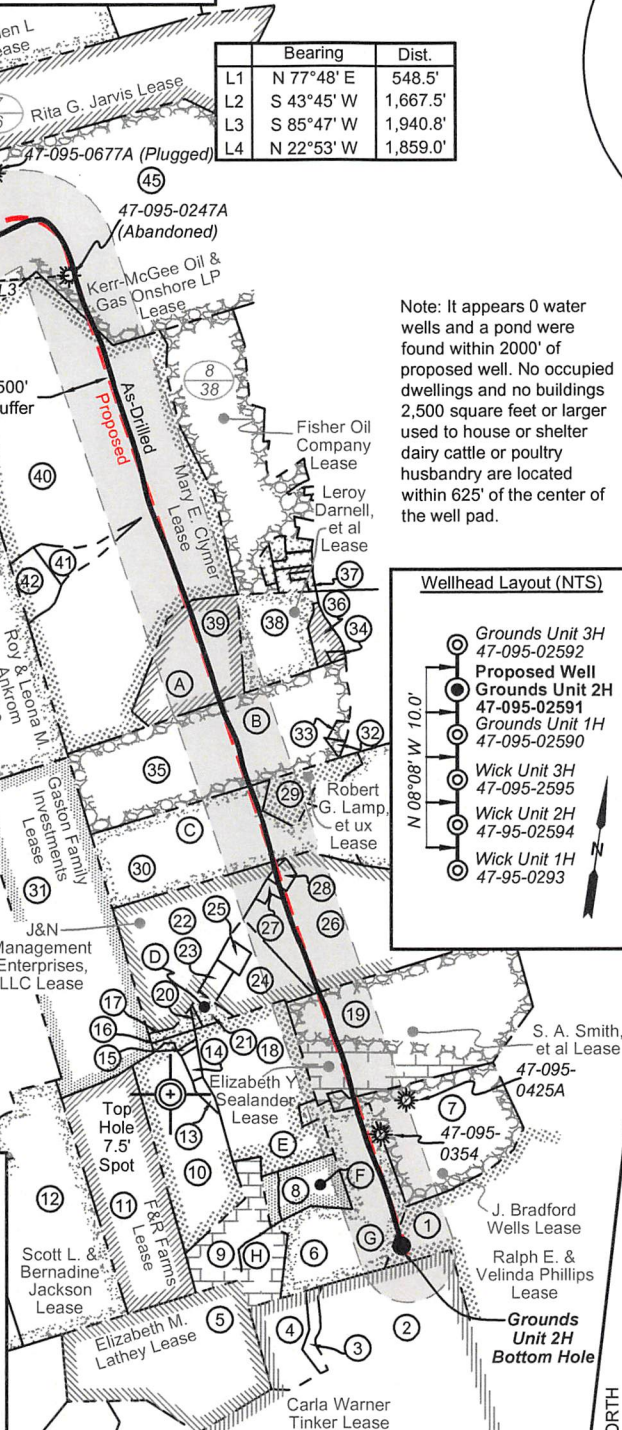 en L
ease
Bearing Dist.
L1 N 77°48' E 548.5'
L2 S 43°45' W 1,667.5'
L3 S 85°47' W 1,940.8'
L4 N 22°53' W 1,859.0'
Rita G. Jarvis Lease
47-095-0677A (Plugged)
45
47-095-0247A
(Abandoned)
L3
Kerr-McGee Oil &
Gas Onshore LP
Lease
Note: It appears 0 water
wells and a pond were
found within 2000' of
proposed well. No occupied
dwellings and no buildings
2,500 square feet or larger
used to house or shelter
dairy cattle or poultry
husbandry are located
within 625' of the center of
the well pad.
8
38
500'
uffer
As-Drilled
Proposed
Fisher Oil
Company
Lease
40
Mary E. Clymer
Lease
Leroy
Darnell,
et al
Lease
41
42
37
36
34
39
38
Roy & Leona M.
Ankrom
A
B
33
32
35
Wellhead Layout (NTS)
Grounds Unit 3H
47-095-02592
Proposed Well
Grounds Unit 2H
47-095-02591
Grounds Unit 1H
47-095-02590
Wick Unit 3H
47-095-2595
Wick Unit 2H
47-95-02594
Wick Unit 1H
47-95-0293
N 08°08' W 10.0'
N
Gaston Family
Investments
Lease
29
Robert
G. Lamp,
et ux
Lease
C
30
31
28
J&N
Management
Enterprises,
LLC Lease
22
25
27
26
D
23
24
17
20
19
16
21
18
15
14
S. A. Smith,
et al Lease
Elizabeth Y
Sealander
Lease
47-095-
0425A
Top
Hole
7.5'
Spot
13
7
47-095-
0354
10
E
12
11
8
F
J. Bradford
Wells Lease
F&R Farms
Lease
9
H
6
G
1
Scott L. &
Bernadine
Jackson
Lease
Ralph E. &
Velinda Phillips
Lease
Elizabeth M.
Lathey Lease
5
4
3
2
Grounds
Unit 2H
Bottom Hole
Carla Warner
Tinker Lease
ORTH